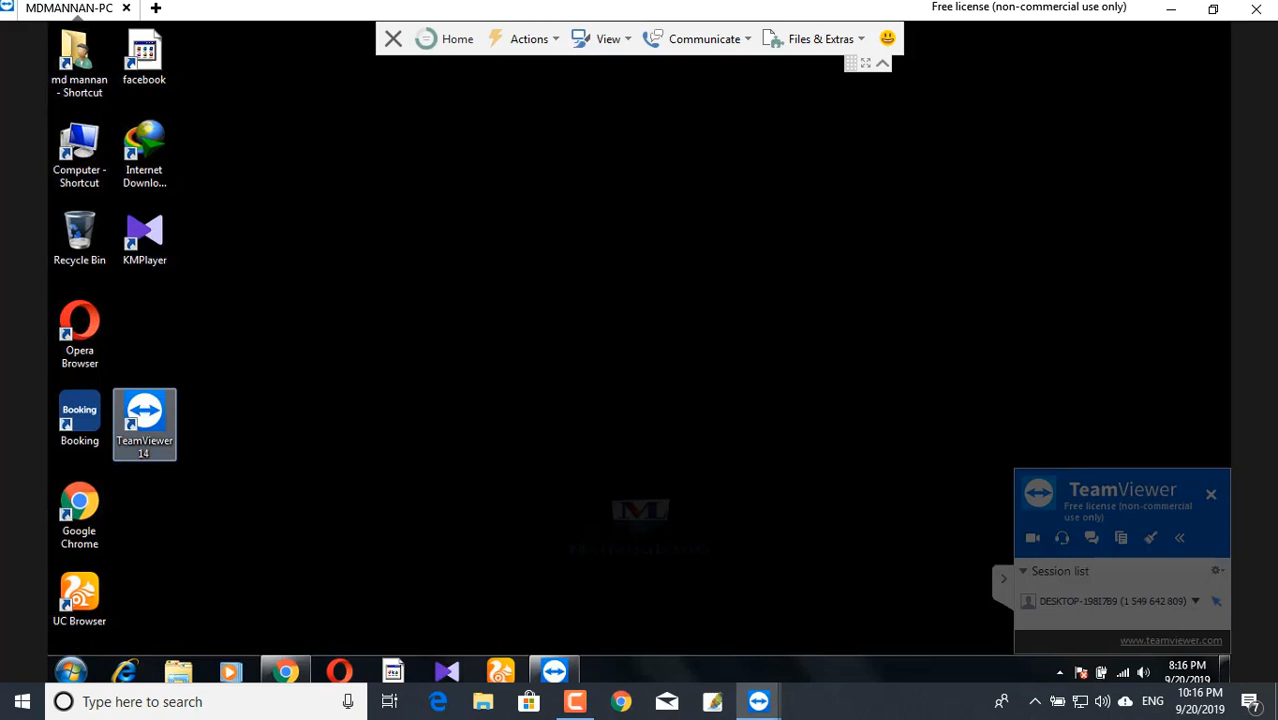 MDMANNAN-PC
Free license (non-commercial use only)
Home
Actions
View
Communicate
Files & Extras
md mannan
- Shortcut
facebook
Computer -
Shortcut
Internet
Downlo...
Recycle Bin
KMPlayer
Opera
Browser
Booking
Booking
TeamViewer
14
Google
Chrome
UC Browser
TeamViewer
Free license (non-commercial
use only)
Session list
DESKTOP-198I7B9 (1 549 642 809)
www.teamviewer.com
8:16 PM
9/20/2019
Type here to search
ENG
10:16 PM
9/20/2019
7